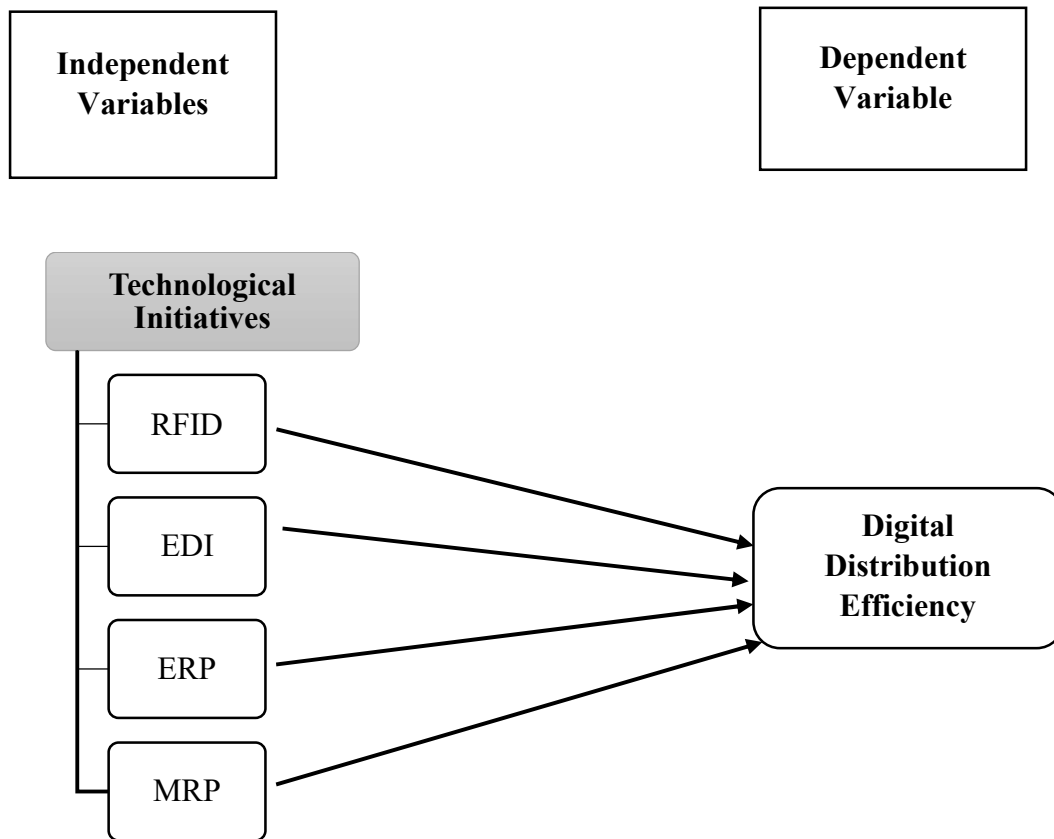 Independent
Variables
Dependent
Variable
Technological
Initiatives
RFID
EDI
ERP
MRP
Digital
Distribution
Efficiency